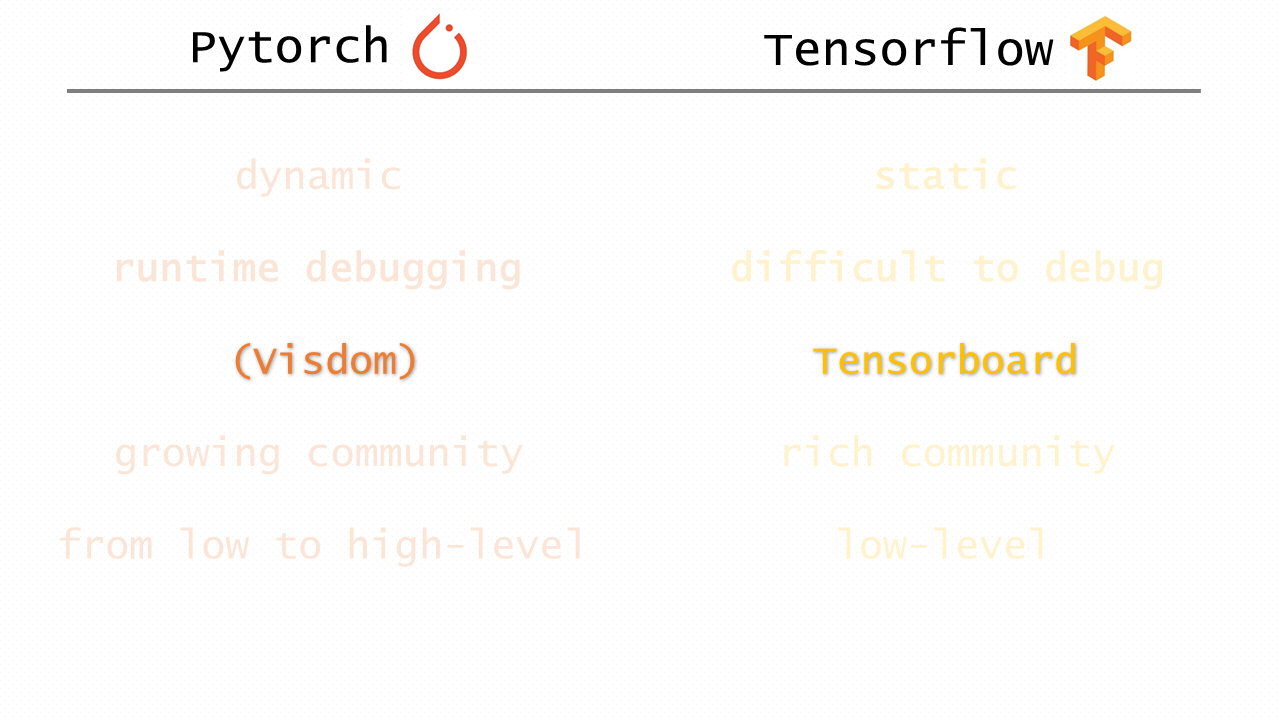 Pytorch Tensorflow
dynamic static
runtime debugging difficult to debug
(Visdom) Tensorboard
growing community rich community
from low to high-level low-level